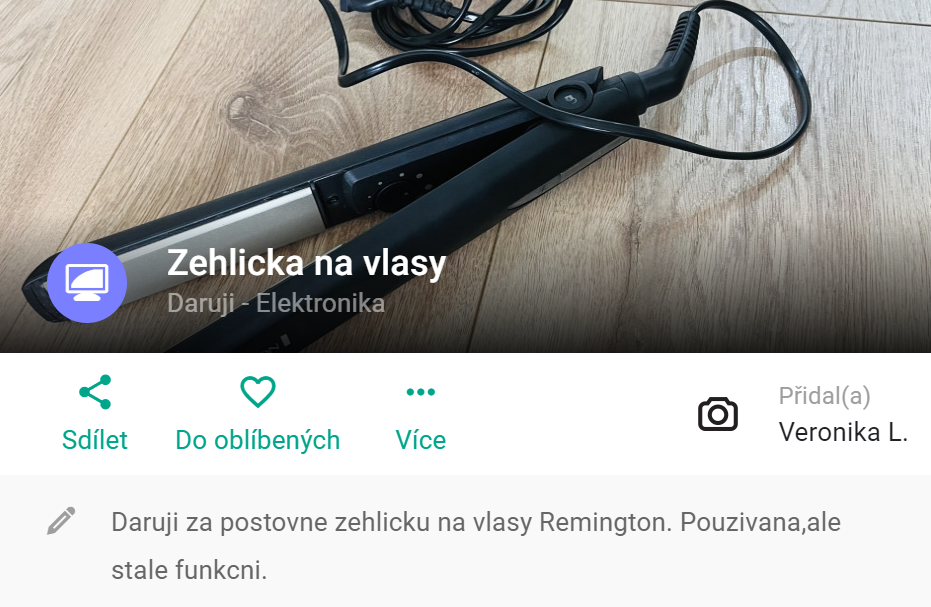 Zehlicka na vlasy
Daruji - Elektronika
Sdílet
Do oblíbených
Více
Přidal(a)
Veronika L.
Daruji za postovne zehlicku na vlasy Remington. Pouzivana,ale
stale funkcni.